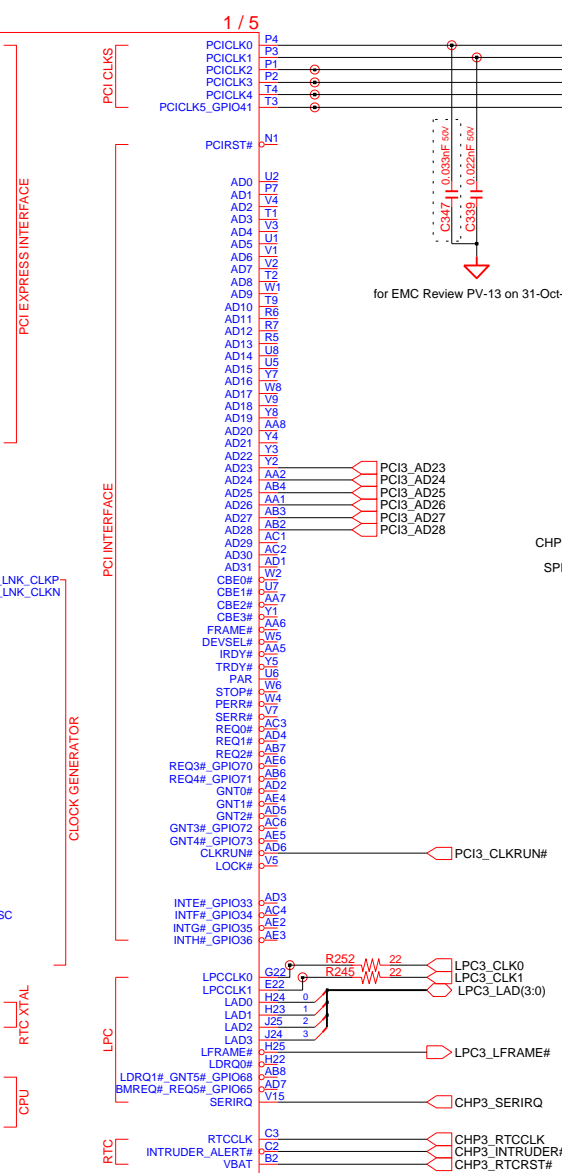 1 / 5
PCI CLKS
PCICLK0 P4
PCICLK1 P3
PCICLK2 P1
PCICLK3 P2
PCICLK4 T4
PCICLK5_GPIO41 T3
PCIRST# N1
0.033nF 50V
C347
0.022nF 50V
C339
for EMC Review PV-13 on 31-Oct-
PCI EXPRESS INTERFACE
PCI INTERFACE
AD0 U2
AD1 P7
AD2 V4
AD3 T1
AD4 V3
AD5 U1
AD6 V1
AD7 V2
AD8 T2
AD9 W1
AD10 T9
AD11 R6
AD12 R7
AD13 R5
AD14 U8
AD15 U5
AD16 Y7
AD17 W8
AD18 V9
AD19 Y8
AD20 AA8
AD21 Y4
AD22 Y3
AD23 Y2 PCI3_AD23
AD24 AA2 PCI3_AD24
AD25 AB4 PCI3_AD25
AD26 AA1 PCI3_AD26
AD27 AB3 PCI3_AD27
AD28 AB2 PCI3_AD28
AD29 AC1
AD30 AC2
AD31 AD1
CHP
SPI
_LNK_CLKP
_LNK_CLKN
CBE0# W2
CBE1# U7
CBE2# AA7
CBE3# Y1
FRAME# AA6
DEVSEL# W5
IRDY# AA5
TRDY# Y5
PAR U6
STOP# W6
PERR# W4
SERR# V7
REQ0# AC3
REQ1# AD4
REQ2# AB7
REQ3#_GPIO70 AE6
REQ4#_GPIO71 AB6
GNT0# AD2
GNT1# AE4
GNT2# AD5
GNT3#_GPIO72 AC6
GNT4#_GPIO73 AE5
CLKRUN# AD6 PCI3_CLKRUN#
LOCK# V5
CLOCK GENERATOR
SC
INTE#_GPIO33 AD3
INTF#_GPIO34 AC4
INTG#_GPIO35 AE2
INTH#_GPIO36 AE3
RTC XTAL
LPC
LPCCLK0 G22 R252 22 LPC3_CLK0
LPCCLK1 E22 R245 22 LPC3_CLK1
LAD0 H24 0 LPC3_LAD(3:0)
LAD1 H23 1
LAD2 J25 2
LAD3 J24 3
LFRAME# H25 LPC3_LFRAME#
LDRQ0# H22
LDRQ1#_GNT5#_GPIO68 AB8
BMREQ#_REQ5#_GPIO65 AD7
SERIRQ V15 CHP3_SERIRQ
CPU
RTC
RTCCLK C3 CHP3_RTCCLK
INTRUDER_ALERT# C2 CHP3_INTRUDER#
VBAT B2 CHP3_RTCRST#